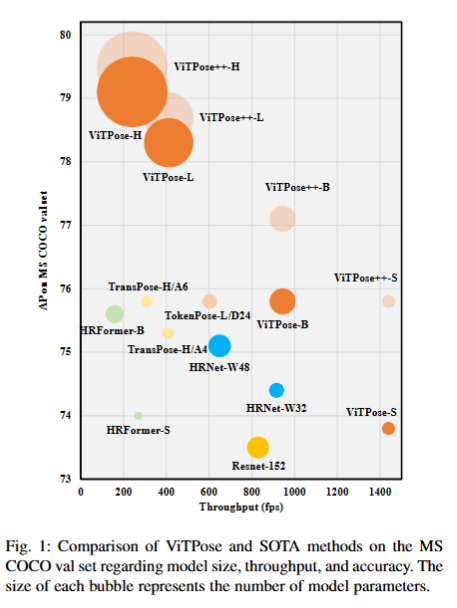 80
79
78
77
76
75
74
73
0 200 400 600 800 1000 1200 1400
AP on MS COCO val set
Throughput (fps)
ViTPose++-H
ViTPose-H
ViTPose++-L
ViTPose-L
ViTPose++-B
ViTPose++-S
TransPose-H/A6
TokenPose-L/D24
ViTPose-B
HRFormer-B
TransPose-H/A4
HRNet-W48
HRNet-W32
ViTPose-S
HRFormer-S
Resnet-152
Fig. 1: Comparison of ViTPose and SOTA methods on the MS
COCO val set regarding model size, throughput, and accuracy. The
size of each bubble represents the number of model parameters.